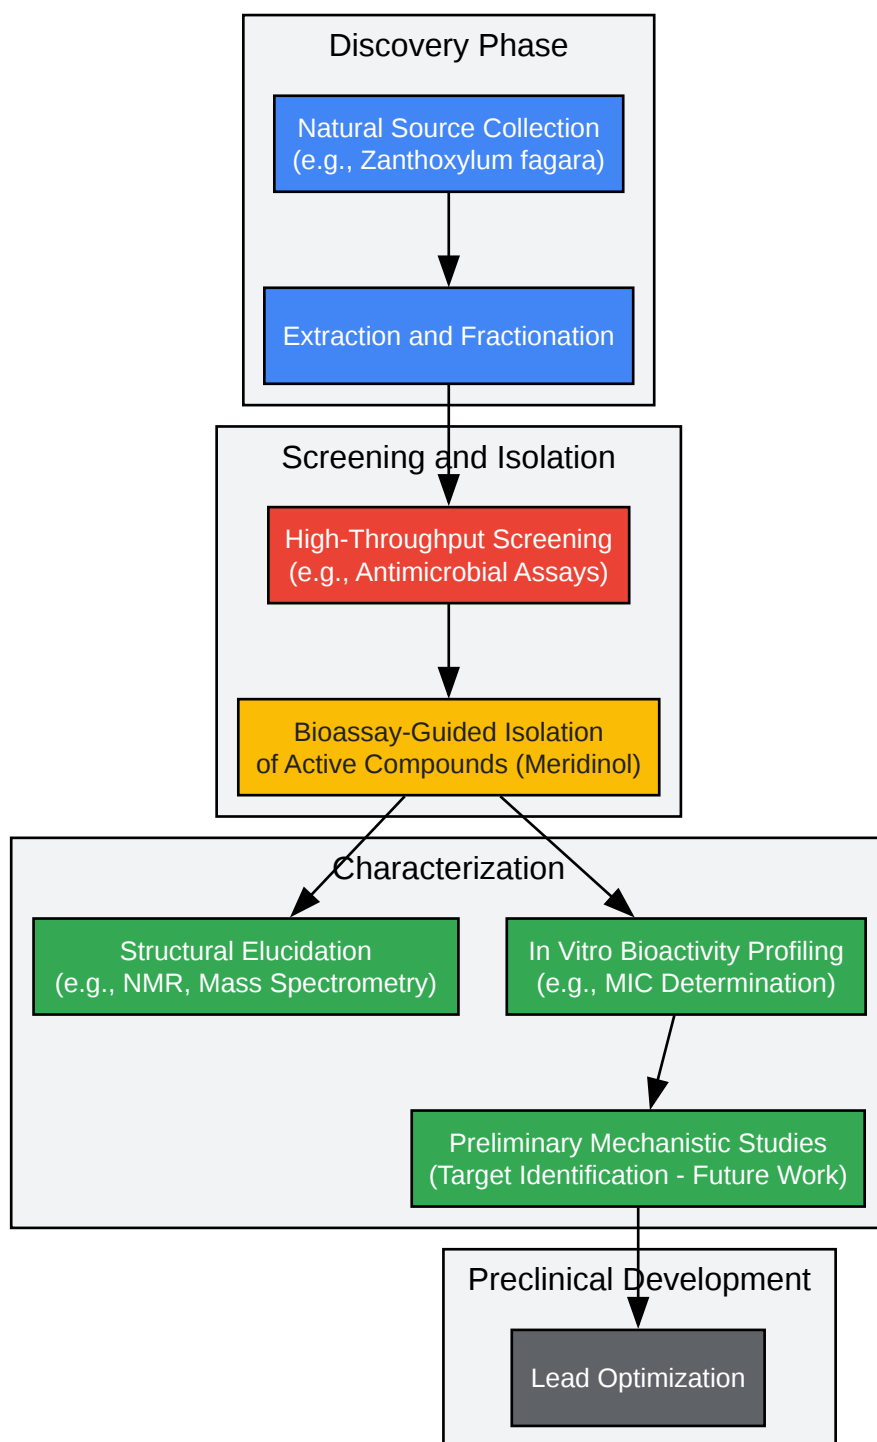 Discovery Phase
Natural Source Collection
(e.g., Zanthoxylum fagara)
Extraction and Fractionation
Screening and Isolation
High-Throughput Screening
(e.g., Antimicrobial Assays)
Bioassay-Guided Isolation
of Active Compounds (Meridinol)
Characterization
Structural Elucidation
(e.g., NMR, Mass Spectrometry)
In Vitro Bioactivity Profiling
(e.g., MIC Determination)
Preliminary Mechanistic Studies
(Target Identification - Future Work)
Preclinical Development
Lead Optimization